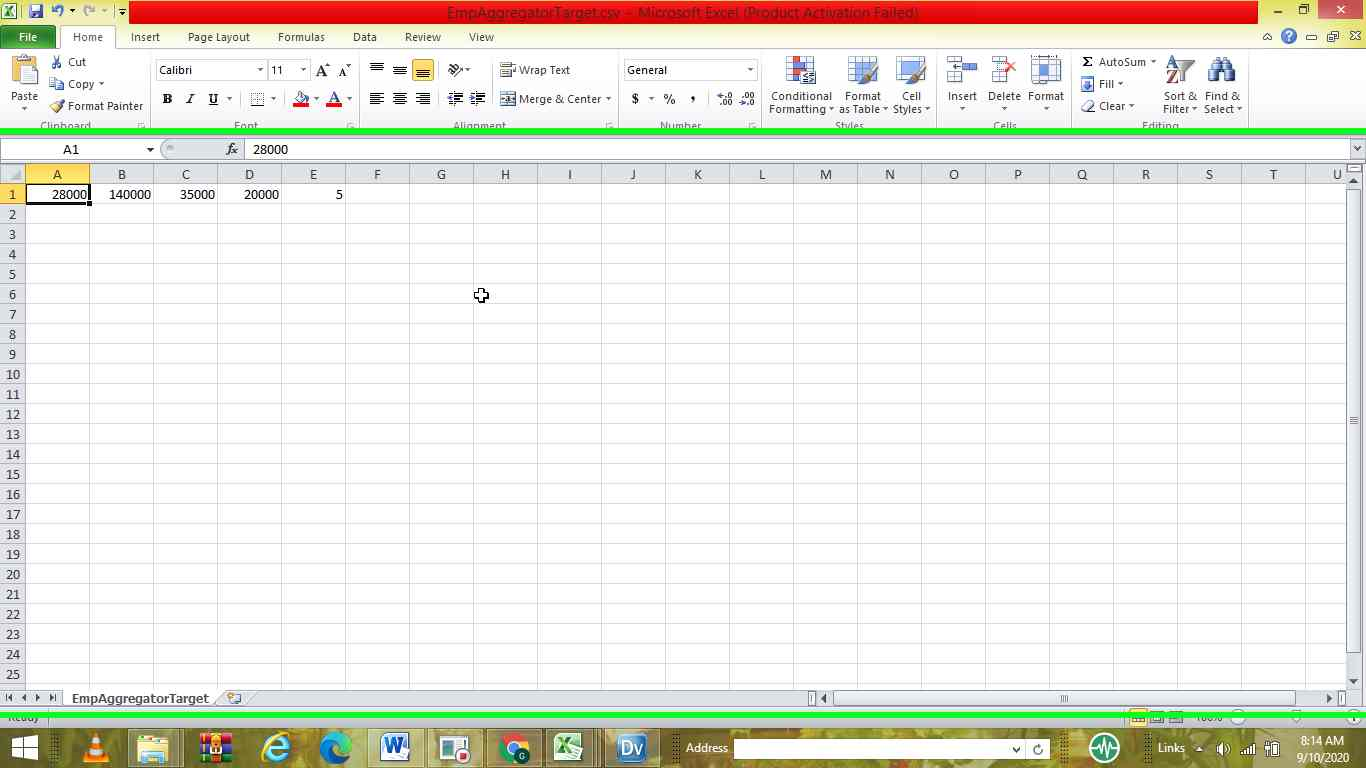 EmpAggregatorTarget.csv - Microsoft Excel (Product Activation Failed)
File Home Insert Page Layout Formulas Data Review View
Paste Cut Copy Format Painter
Calibri 11
B I U
Wrap Text
Merge & Center
General
$ % , .00 .0
Conditional Formatting Format as Table Cell Styles
Insert Delete Format
Σ AutoSum Fill Clear
Sort & Filter Find & Select
Clipboard Font Alignment Number Styles Cells Editing
A1 fx 28000
A B C D E F G H I J K L M N O P Q R S T U
1 28000 140000 35000 20000 5
2
3
4
5
6
7
8
9
10
11
12
13
14
15
16
17
18
19
20
21
22
23
24
25
EmpAggregatorTarget
Ready 100%
Dv Address Links 8:14 AM
9/10/2020